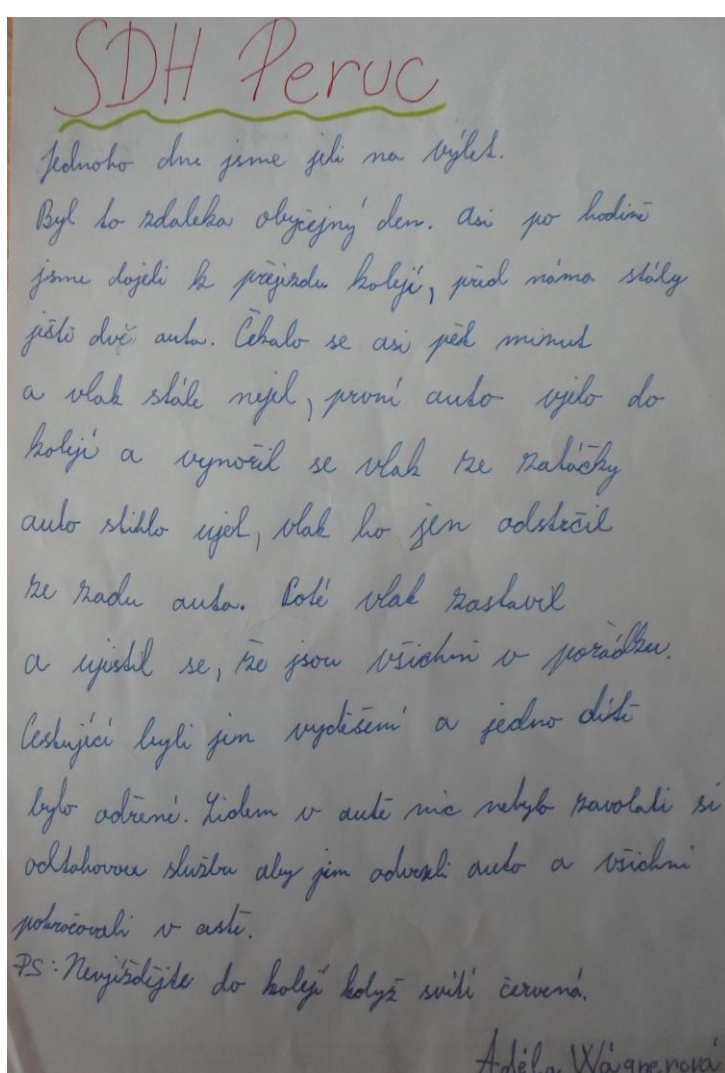 SDH Peruc
Jednoho dne jsme jeli na výlet.
Byl to zdaleka obyčejný den. Asi po hodině
jsme dojeli k přejezdu kolejí, před náma stály
ještě dvě auta. Čekalo se asi pět minut
a vlak stále nejel, první auto vjelo do
kolejí a vynořil se vlak ze zatáčky
auto stihlo ujet, vlak ho jen odstrčil
ze zadu auta. Poté vlak zastavil
a ujistil se, že jsou všichni v pořádku.
Cestující byli jen vyděšení a jedno dítě
bylo odřené. Lidem v autě nic nebylo zavolali si
odtahovou službu aby jim odvezli auto a všichni
pokračovali v cestě.
PS: Nevjíždějte do kolejí když svítí červená.
Adéla Wágnerová